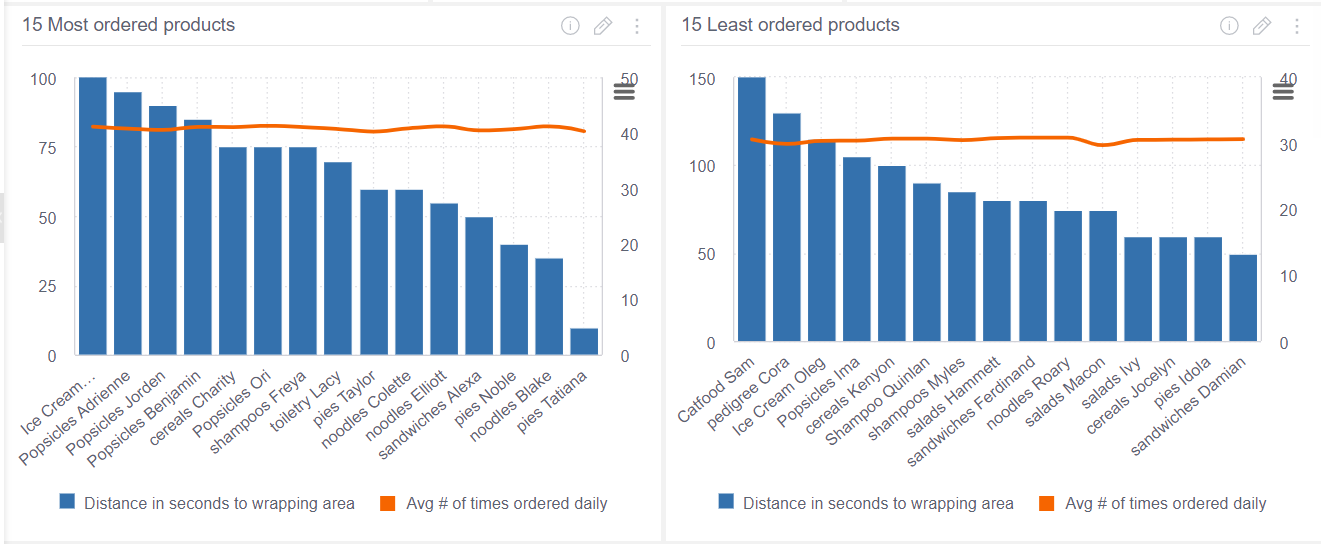 15 Most ordered products
100
75
50
25
0
50
40
30
20
10
0
Ice Cream...
Popsicles Adrienne
Popsicles Jorden
Popsicles Benjamin
cereals Charity
Popsicles Ori
shampoos Freya
toiletry Lacy
pies Taylor
noodles Colette
noodles Elliott
sandwiches Alexa
pies Noble
noodles Blake
pies Tatiana
Distance in seconds to wrapping area
Avg # of times ordered daily
15 Least ordered products
150
100
50
0
40
30
20
10
0
Catfood Sam
pedigree Cora
Ice Cream Oleg
Popsicles Ima
cereals Kenyon
Shampoo Quinlan
shampoos Myles
salads Hammett
sandwiches Ferdinand
noodles Roary
salads Macon
salads Ivy
cereals Jocelyn
pies Idola
sandwiches Damian
Distance in seconds to wrapping area
Avg # of times ordered daily